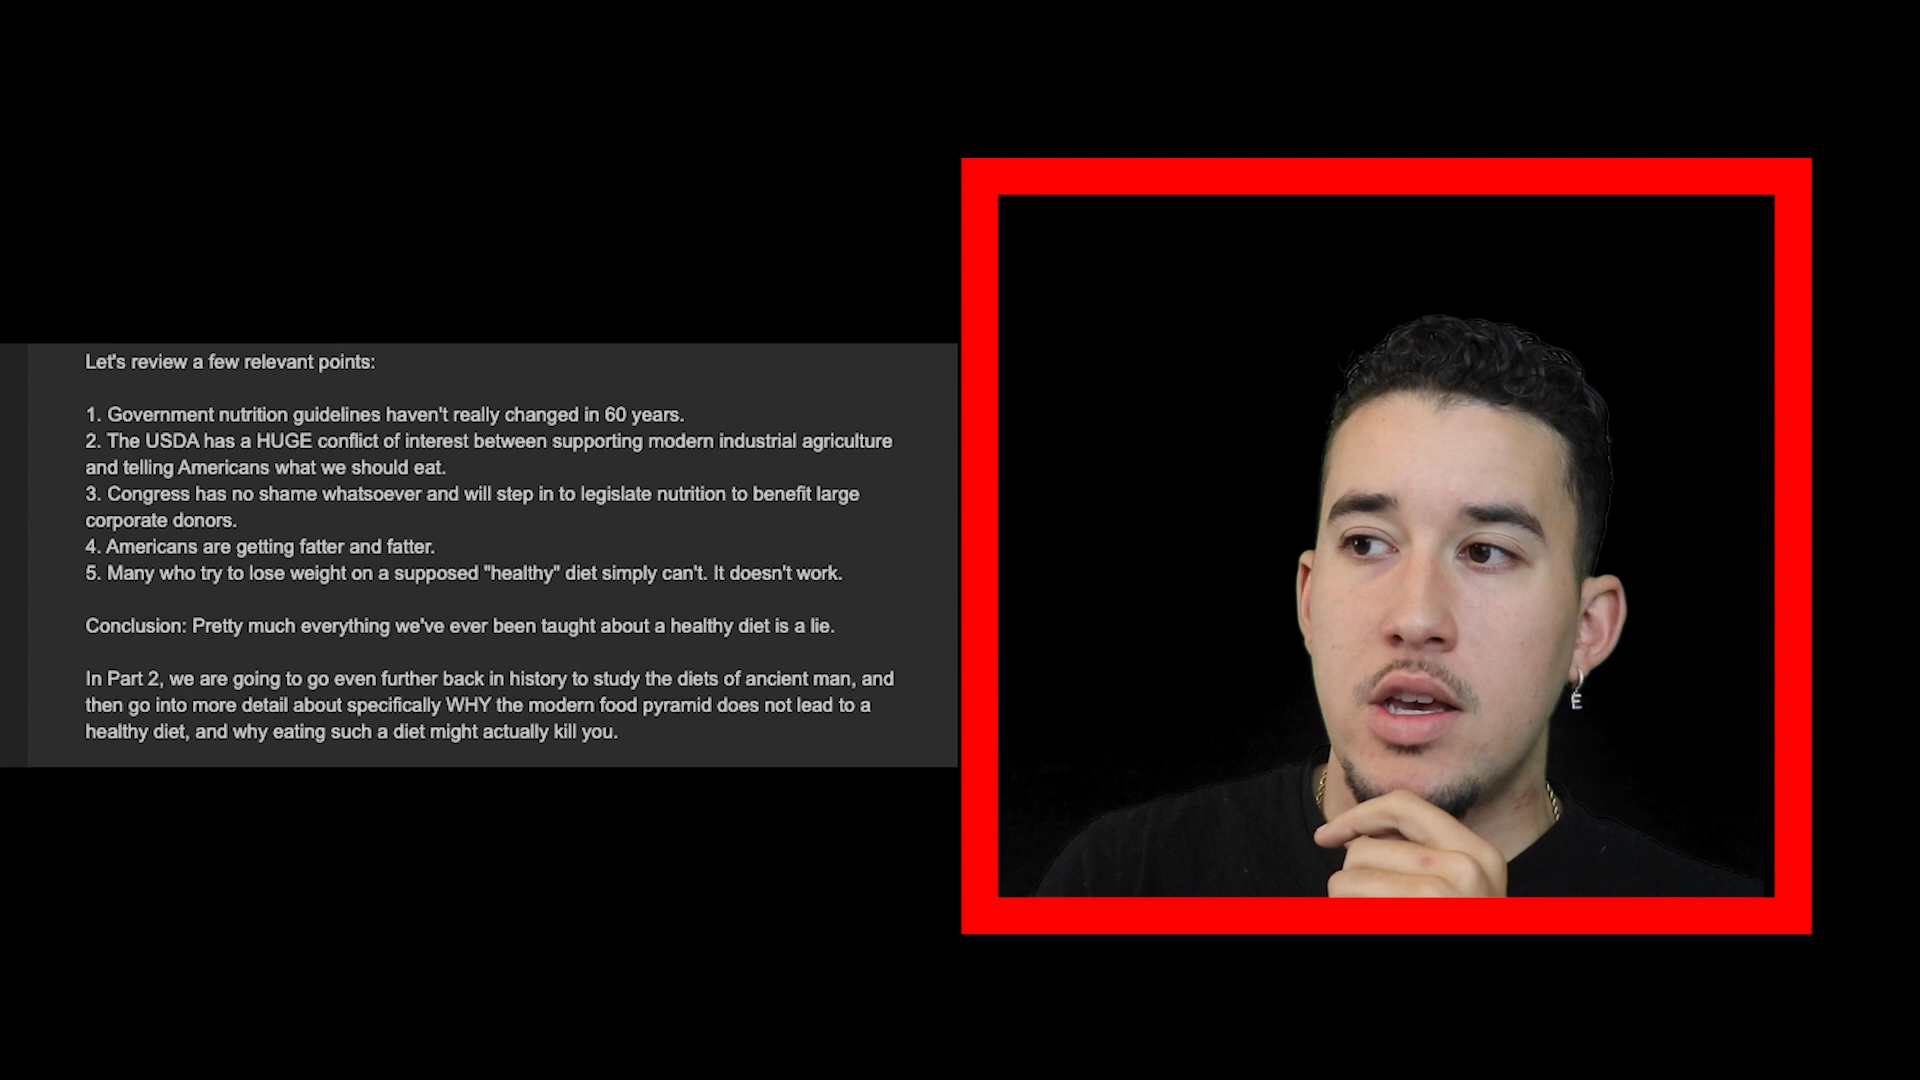 Let's review a few relevant points:
1. Government nutrition guidelines haven't really changed in 60 years.
2. The USDA has a HUGE conflict of interest between supporting modern industrial agriculture
and telling Americans what we should eat.
3. Congress has no shame whatsoever and will step in to legislate nutrition to benefit large
corporate donors.
4. Americans are getting fatter and fatter.
5. Many who try to lose weight on a supposed "healthy" diet simply can't. It doesn't work.
Conclusion: Pretty much everything we've ever been taught about a healthy diet is a lie.
In Part 2, we are going to go even further back in history to study the diets of ancient man, and
then go into more detail about specifically WHY the modern food pyramid does not lead to a
healthy diet, and why eating such a diet might actually kill you.
E